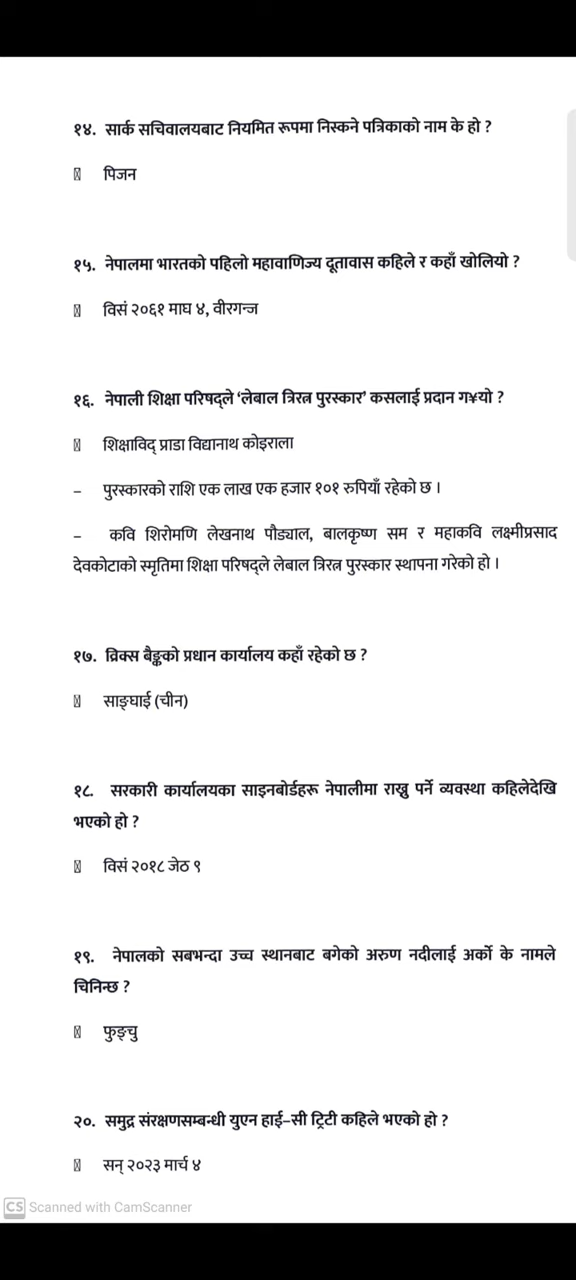 १४. सार्क सचिवालयबाट नियमित रूपमा निस्कने पत्रिकाको नाम के हो ?
पिजन
१५. नेपालमा भारतको पहिलो महावाणिज्य दूतावास कहिले र कहाँ खोलियो ?
विसं २०६१ माघ ४, वीरगन्ज
१६. नेपाली शिक्षा परिषद्ले ‘लेबाल त्रिरत्न पुरस्कार’ कसलाई प्रदान ग¥यो ?
शिक्षाविद् प्राडा विद्यानाथ कोइराला
– पुरस्कारको राशि एक लाख एक हजार १०१ रुपियाँ रहेको छ ।
– कवि शिरोमणि लेखनाथ पौड्याल, बालकृष्ण सम र महाकवि लक्ष्मीप्रसाद
देवकोटाको स्मृतिमा शिक्षा परिषद्ले लेबाल त्रिरत्न पुरस्कार स्थापना गरेको हो ।
१७. व्रिक्स बैङ्कको प्रधान कार्यालय कहाँ रहेको छ ?
साङ्घाई (चीन)
१८. सरकारी कार्यालयका साइनबोर्डहरू नेपालीमा राख्नु पर्ने व्यवस्था कहिलेदेखि
भएको हो ?
विसं २०१८ जेठ ९
१९. नेपालको सबभन्दा उच्च स्थानबाट बगेको अरुण नदीलाई अर्को के नामले
चिनिन्छ ?
फुङ्चु
२०. समुद्र संरक्षणसम्बन्धी युएन हाई–सी ट्रिटी कहिले भएको हो ?
सन् २०२३ मार्च ४
CS Scanned with CamScanner